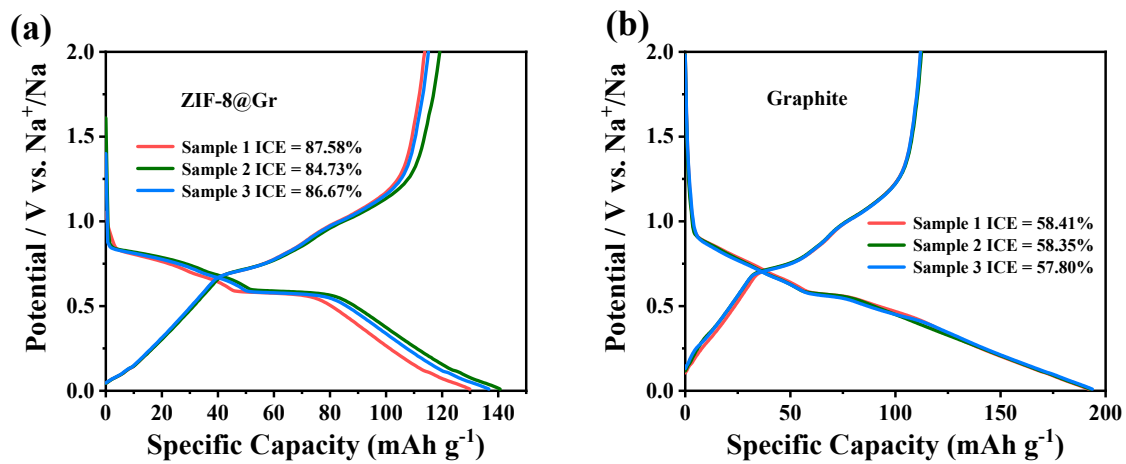 (a)
2.0
1.5
1.0
0.5
0.0
Potential / V vs. Na⁺/Na
ZIF-8@Gr
Sample 1 ICE = 87.58%
Sample 2 ICE = 84.73%
Sample 3 ICE = 86.67%
0 20 40 60 80 100 120 140
Specific Capacity (mAh g⁻¹)
(b)
2.0
1.5
1.0
0.5
0.0
Potential / V vs. Na⁺/Na
Graphite
Sample 1 ICE = 58.41%
Sample 2 ICE = 58.35%
Sample 3 ICE = 57.80%
0 50 100 150 200
Specific Capacity (mAh g⁻¹)